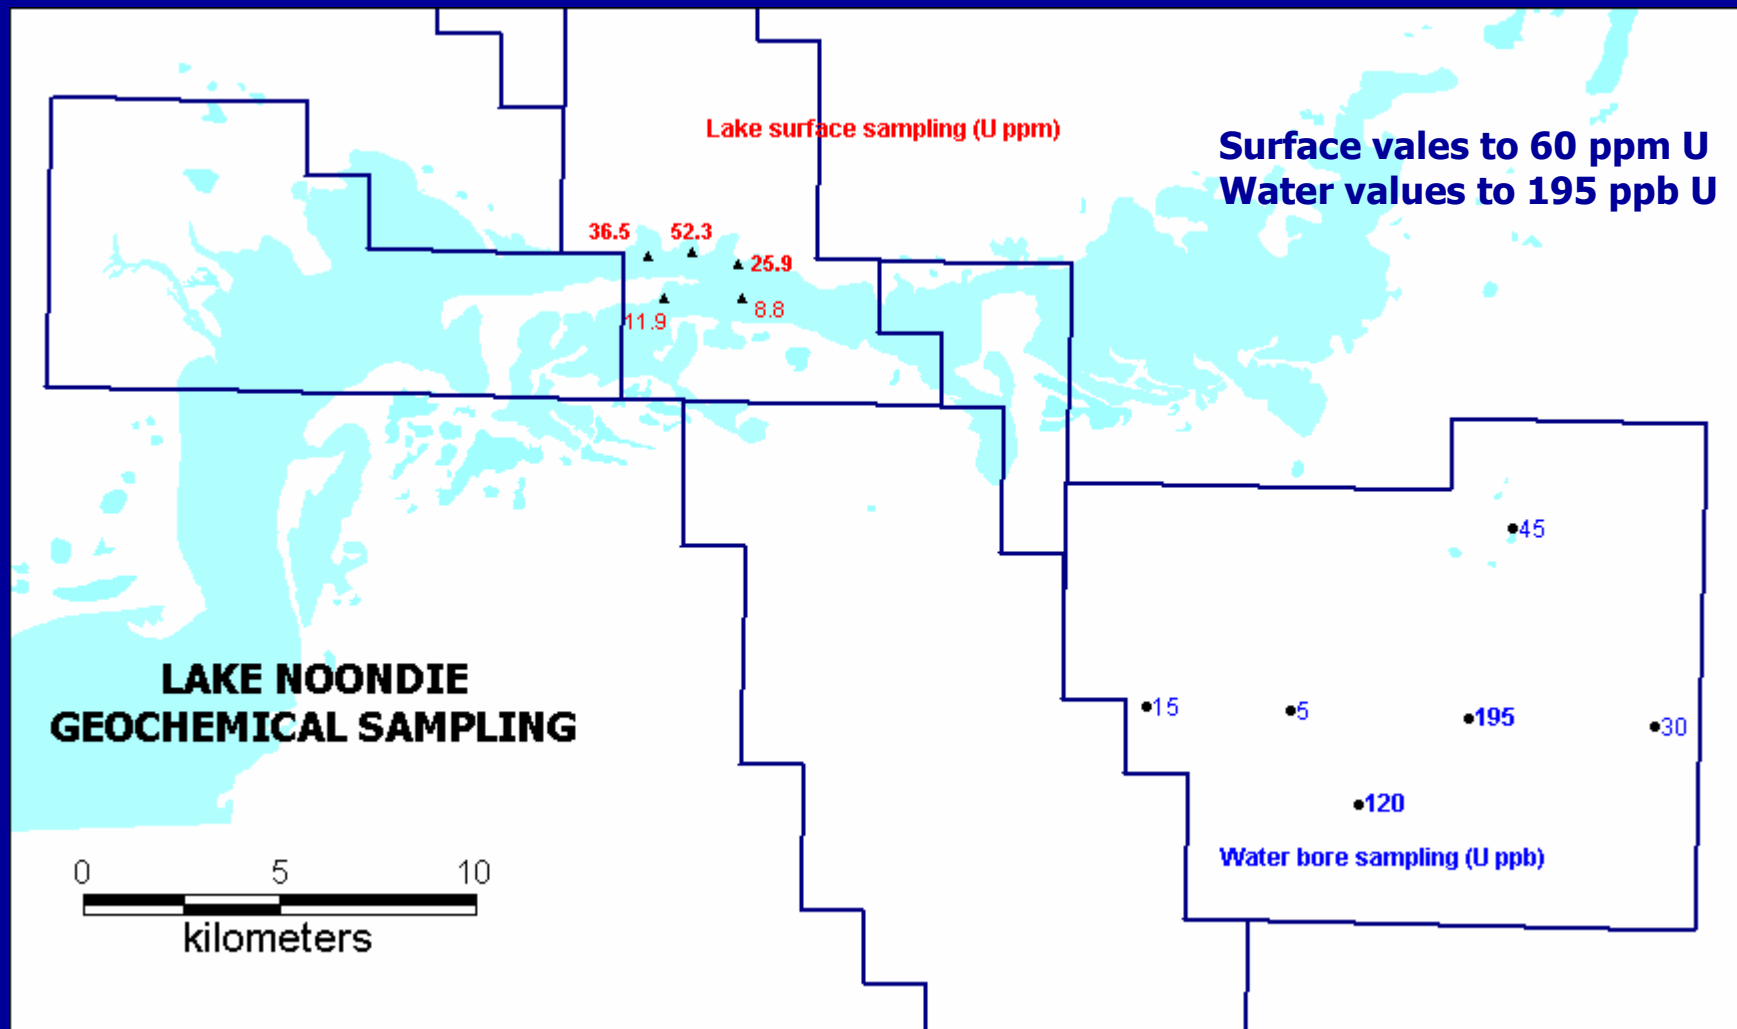 Lake surface sampling (U ppm)
Surface vales to 60 ppm U
Water values to 195 ppb U
36.5
52.3
25.9
11.9
8.8
45
15
5
195
30
120
LAKE NOONDIE
GEOCHEMICAL SAMPLING
Water bore sampling (U ppb)
0 5 10
kilometers